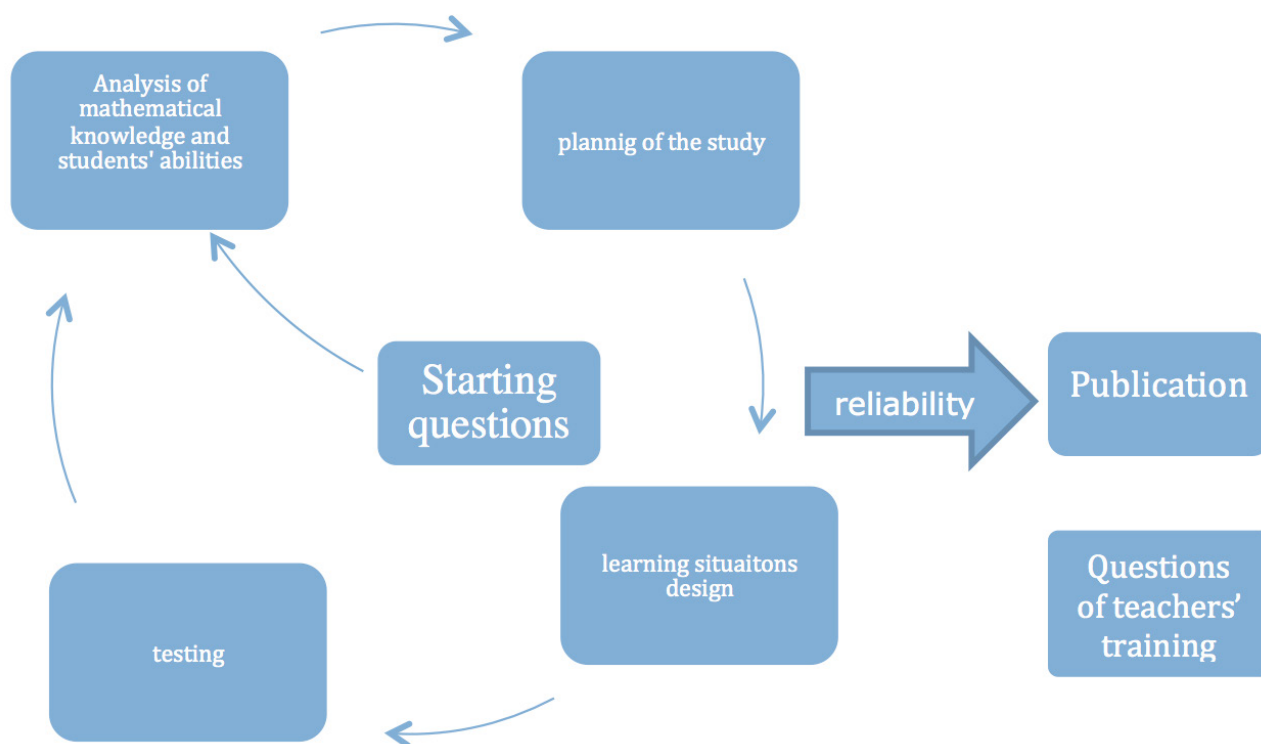 Analysis of
mathematical
knowledge and
students' abilities
plannig of the study
Starting
questions
reliability
Publication
learning situaitons
design
testing
Questions
of teachers’
training